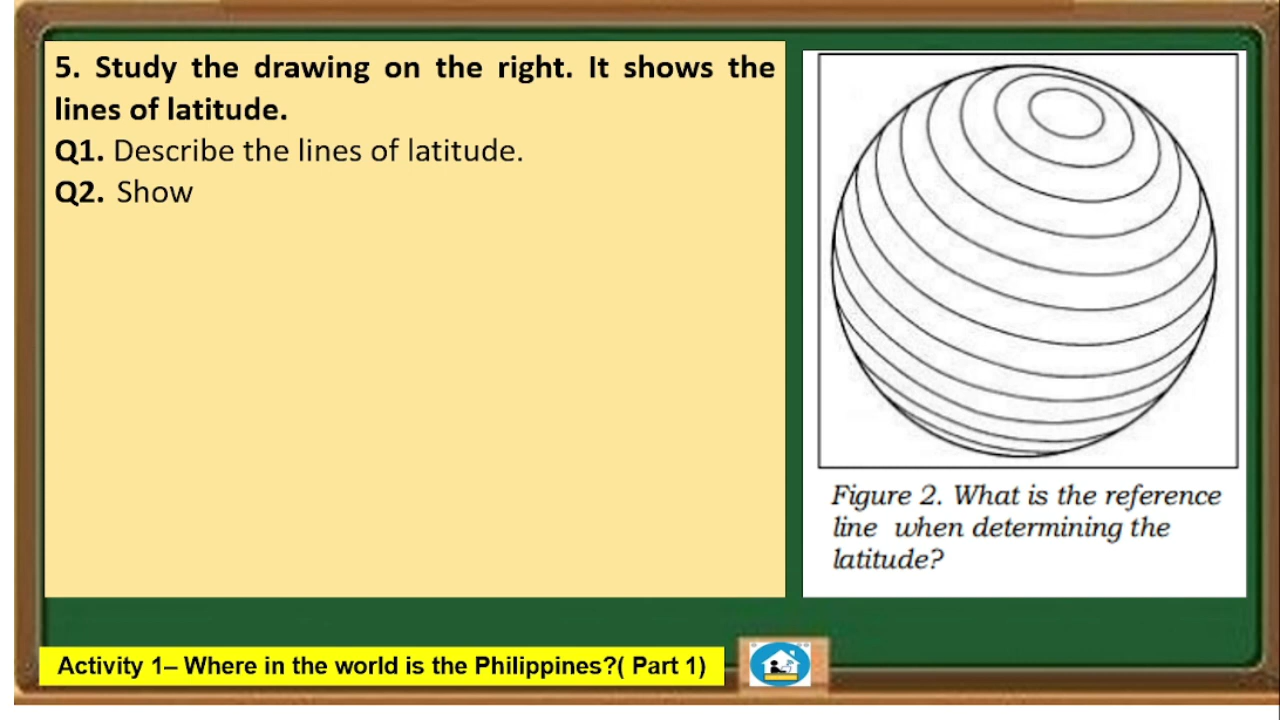 5. Study the drawing on the right. It shows the
lines of latitude.
Q1. Describe the lines of latitude.
Q2. Show
Figure 2. What is the reference
line when determining the
latitude?
Activity 1– Where in the world is the Philippines?( Part 1)